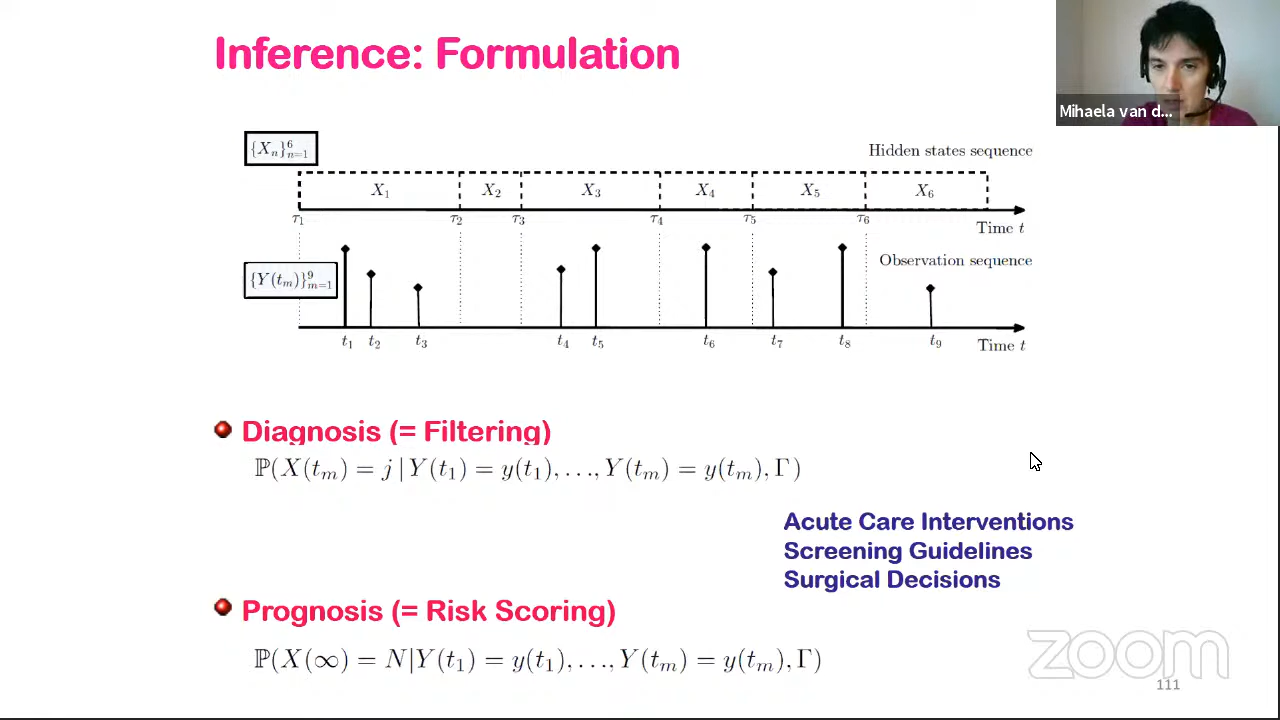 Inference: Formulation
Mihaela van d...
{X_n}^6_{n=1}
Hidden states sequence
X_1 X_2 X_3 X_4 X_5 X_6
τ_1 τ_2 τ_3 τ_4 τ_5 τ_6
Time t
{Y(t_m)}^9_{m=1}
Observation sequence
t_1 t_2 t_3 t_4 t_5 t_6 t_7 t_8 t_9
Time t
Diagnosis (= Filtering)
ℙ(X(t_m) = j | Y(t_1) = y(t_1), ..., Y(t_m) = y(t_m), Γ)
Acute Care Interventions
Screening Guidelines
Surgical Decisions
Prognosis (= Risk Scoring)
ℙ(X(∞) = N|Y(t_1) = y(t_1), ..., Y(t_m) = y(t_m), Γ)
zoom
111